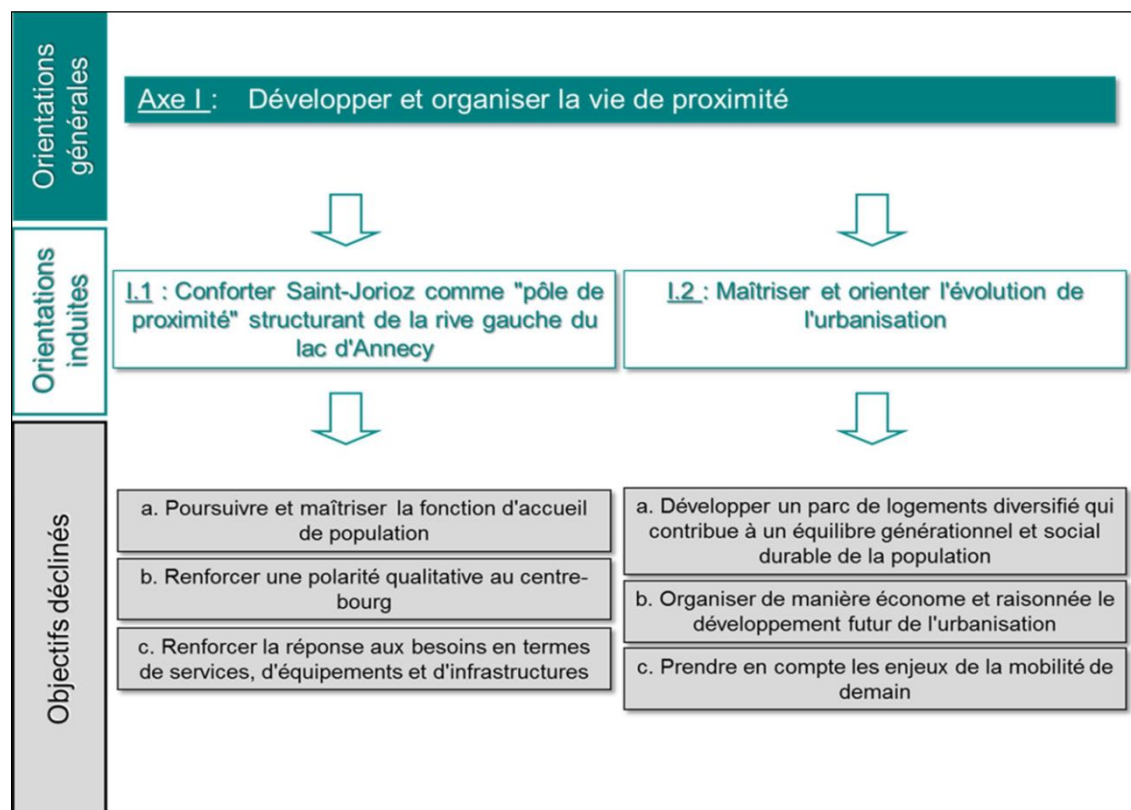 Orientations
générales
Axe I :    Développer et organiser la vie de proximité
Orientations
induites
I.1 : Conforter Saint-Jorioz comme "pôle de
proximité" structurant de la rive gauche du
lac d'Annecy
I.2 : Maîtriser et orienter l'évolution de
l'urbanisation
Objectifs déclinés
a. Poursuivre et maîtriser la fonction d'accueil
de population
b. Renforcer une polarité qualitative au centre-
bourg
c. Renforcer la réponse aux besoins en termes
de services, d'équipements et d'infrastructures
a. Développer un parc de logements diversifié qui
contribue à un équilibre générationnel et social
durable de la population
b. Organiser de manière économe et raisonnée le
développement futur de l'urbanisation
c. Prendre en compte les enjeux de la mobilité de
demain